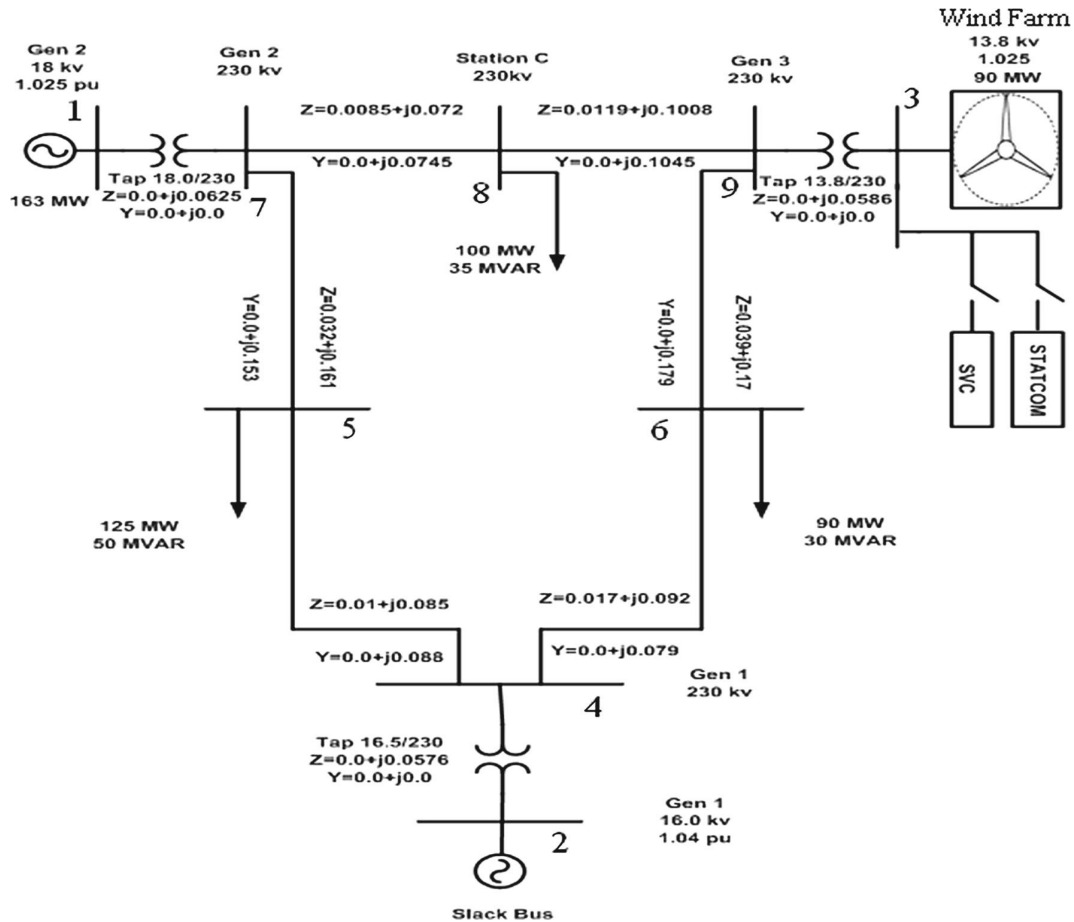 Gen 2
18 kv
1.025 pu
1
163 MW
Tap 18.0/230
Z=0.0+j0.0625
Y=0.0+j0.0
Gen 2
230 kv
7
Z=0.0085+j0.072
Y=0.0+j0.0745
Station C
230kv
8
100 MW
35 MVAR
Z=0.0119+j0.1008
Y=0.0+j0.1045
Gen 3
230 kv
9
Tap 13.8/230
Z=0.0+j0.0586
Y=0.0+j0.0
3
Wind Farm
13.8 kv
1.025
90 MW
SVC
STATCOM
Y=0.0+j0.153
Z=0.032+j0.161
Y=0.0+j0.179
Z=0.039+j0.17
5
6
125 MW
50 MVAR
90 MW
30 MVAR
Z=0.01+j0.085
Y=0.0+j0.088
Z=0.017+j0.092
Y=0.0+j0.079
Gen 1
230 kv
4
Tap 16.5/230
Z=0.0+j0.0576
Y=0.0+j0.0
Gen 1
16.0 kv
1.04 pu
2
Slack Bus